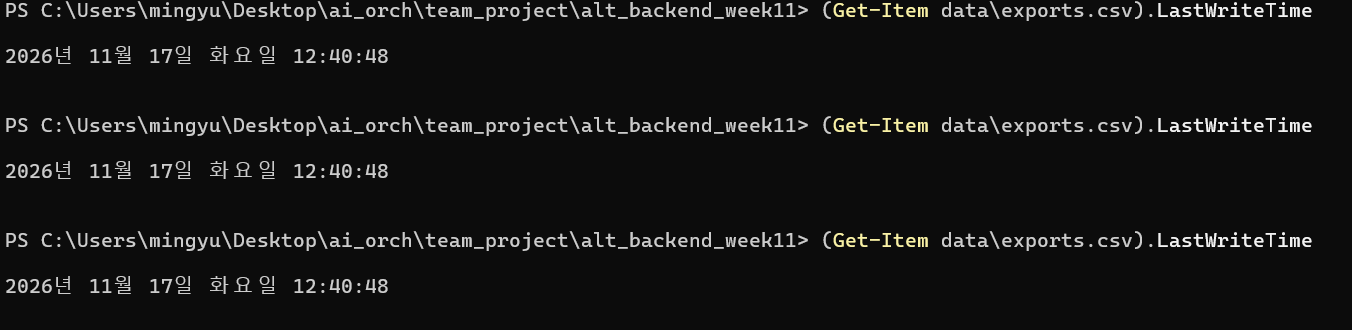 PS C:\Users\mingyu\Desktop\ai_orch\team_project\alt_backend_week11> (Get-Item data\exports.csv).LastWriteTime
2026년 11월 17일 화요일 12:40:48
PS C:\Users\mingyu\Desktop\ai_orch\team_project\alt_backend_week11> (Get-Item data\exports.csv).LastWriteTime
2026년 11월 17일 화요일 12:40:48
PS C:\Users\mingyu\Desktop\ai_orch\team_project\alt_backend_week11> (Get-Item data\exports.csv).LastWriteTime
2026년 11월 17일 화요일 12:40:48